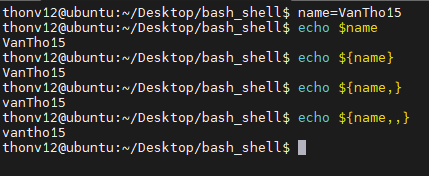 thonv12@ubuntu:~/Desktop/bash_shell$ name=VanTho15
thonv12@ubuntu:~/Desktop/bash_shell$ echo $name
VanTho15
thonv12@ubuntu:~/Desktop/bash_shell$ echo ${name}
VanTho15
thonv12@ubuntu:~/Desktop/bash_shell$ echo ${name,}
vanTho15
thonv12@ubuntu:~/Desktop/bash_shell$ echo ${name,,}
vantho15
thonv12@ubuntu:~/Desktop/bash_shell$